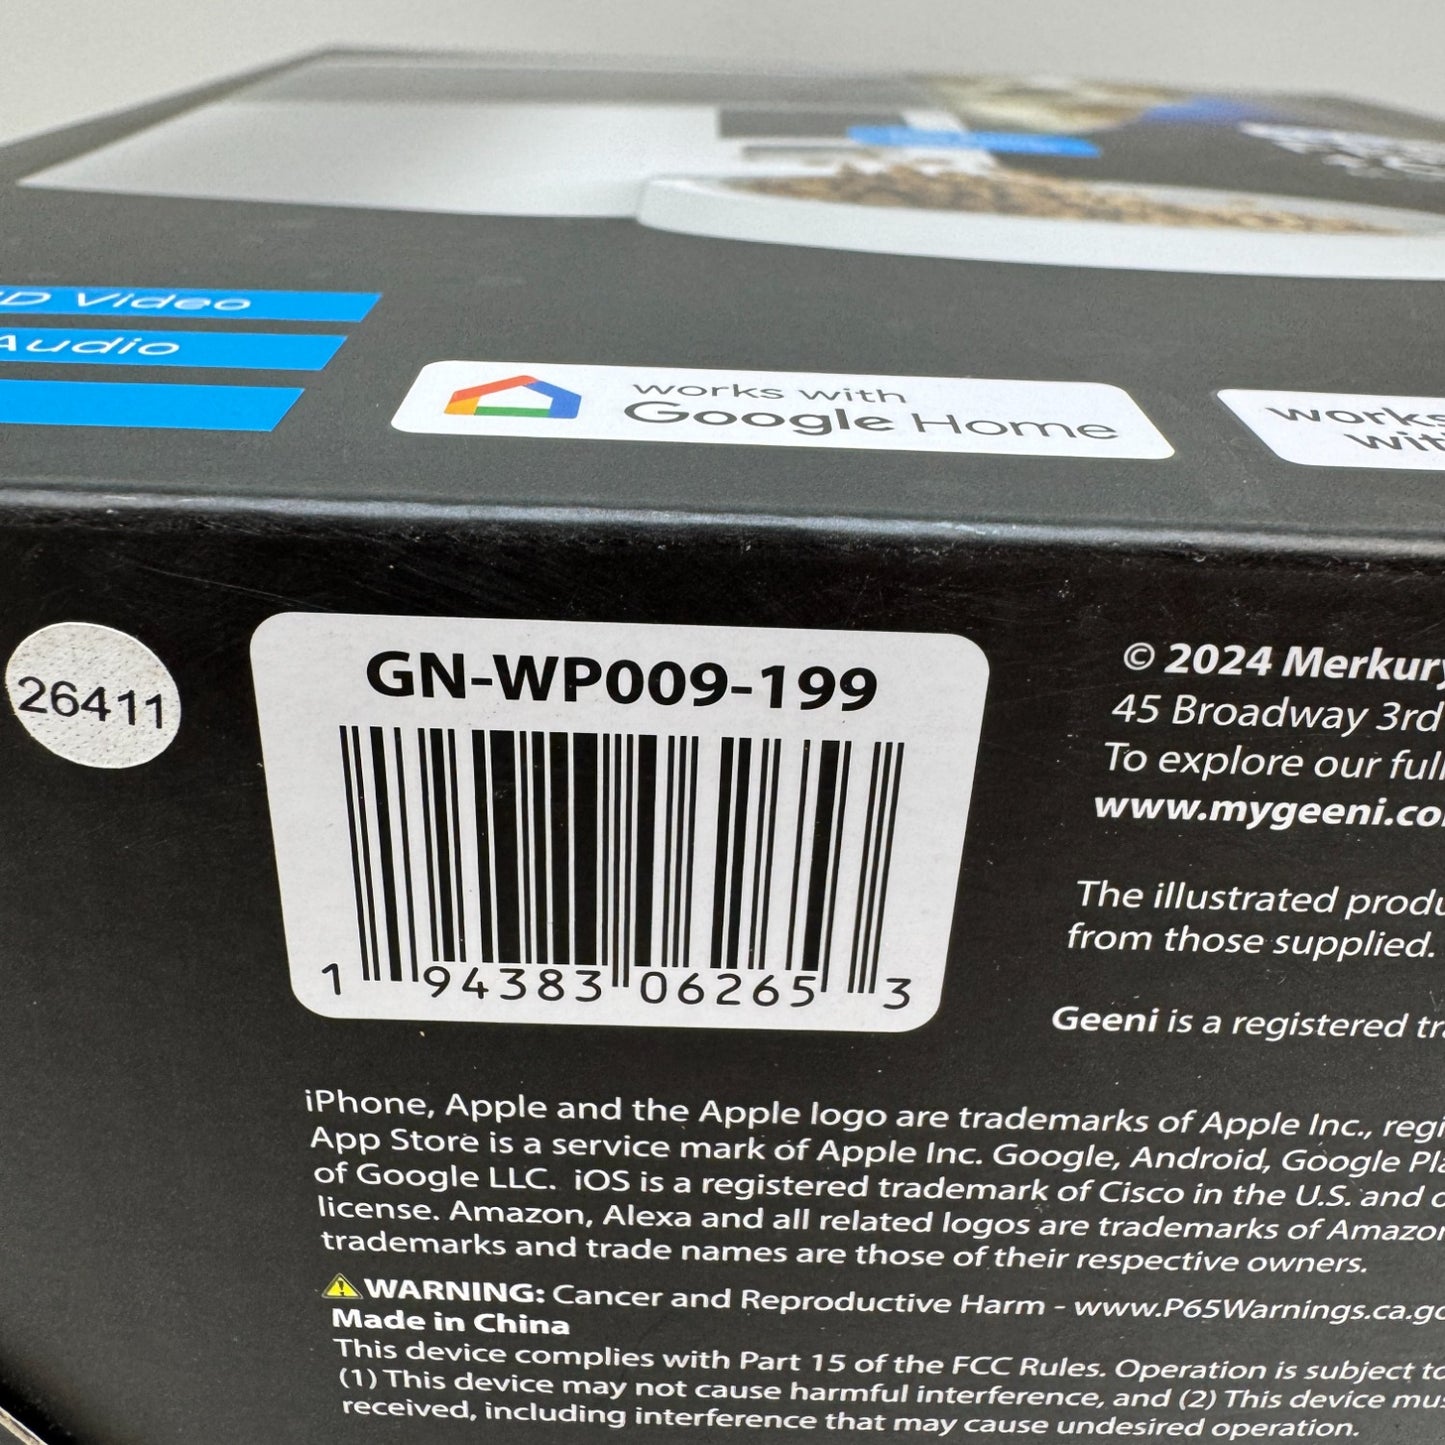 HD Video
Audio
works with
Google Home
works
with
26411
GN-WP009-199
1 94383 06265 3
© 2024 Merkury
45 Broadway 3rd
To explore our full
www.mygeeni.co
The illustrated produ
from those supplied.
Geeni is a registered tra
iPhone, Apple and the Apple logo are trademarks of Apple Inc., regi
App Store is a service mark of Apple Inc. Google, Android, Google Pla
of Google LLC. iOS is a registered trademark of Cisco in the U.S. and o
license. Amazon, Alexa and all related logos are trademarks of Amazon
trademarks and trade names are those of their respective owners.
WARNING: Cancer and Reproductive Harm - www.P65Warnings.ca.go
Made in China
This device complies with Part 15 of the FCC Rules. Operation is subject to
(1) This device may not cause harmful interference, and (2) This device mus
received, including interference that may cause undesired operation.